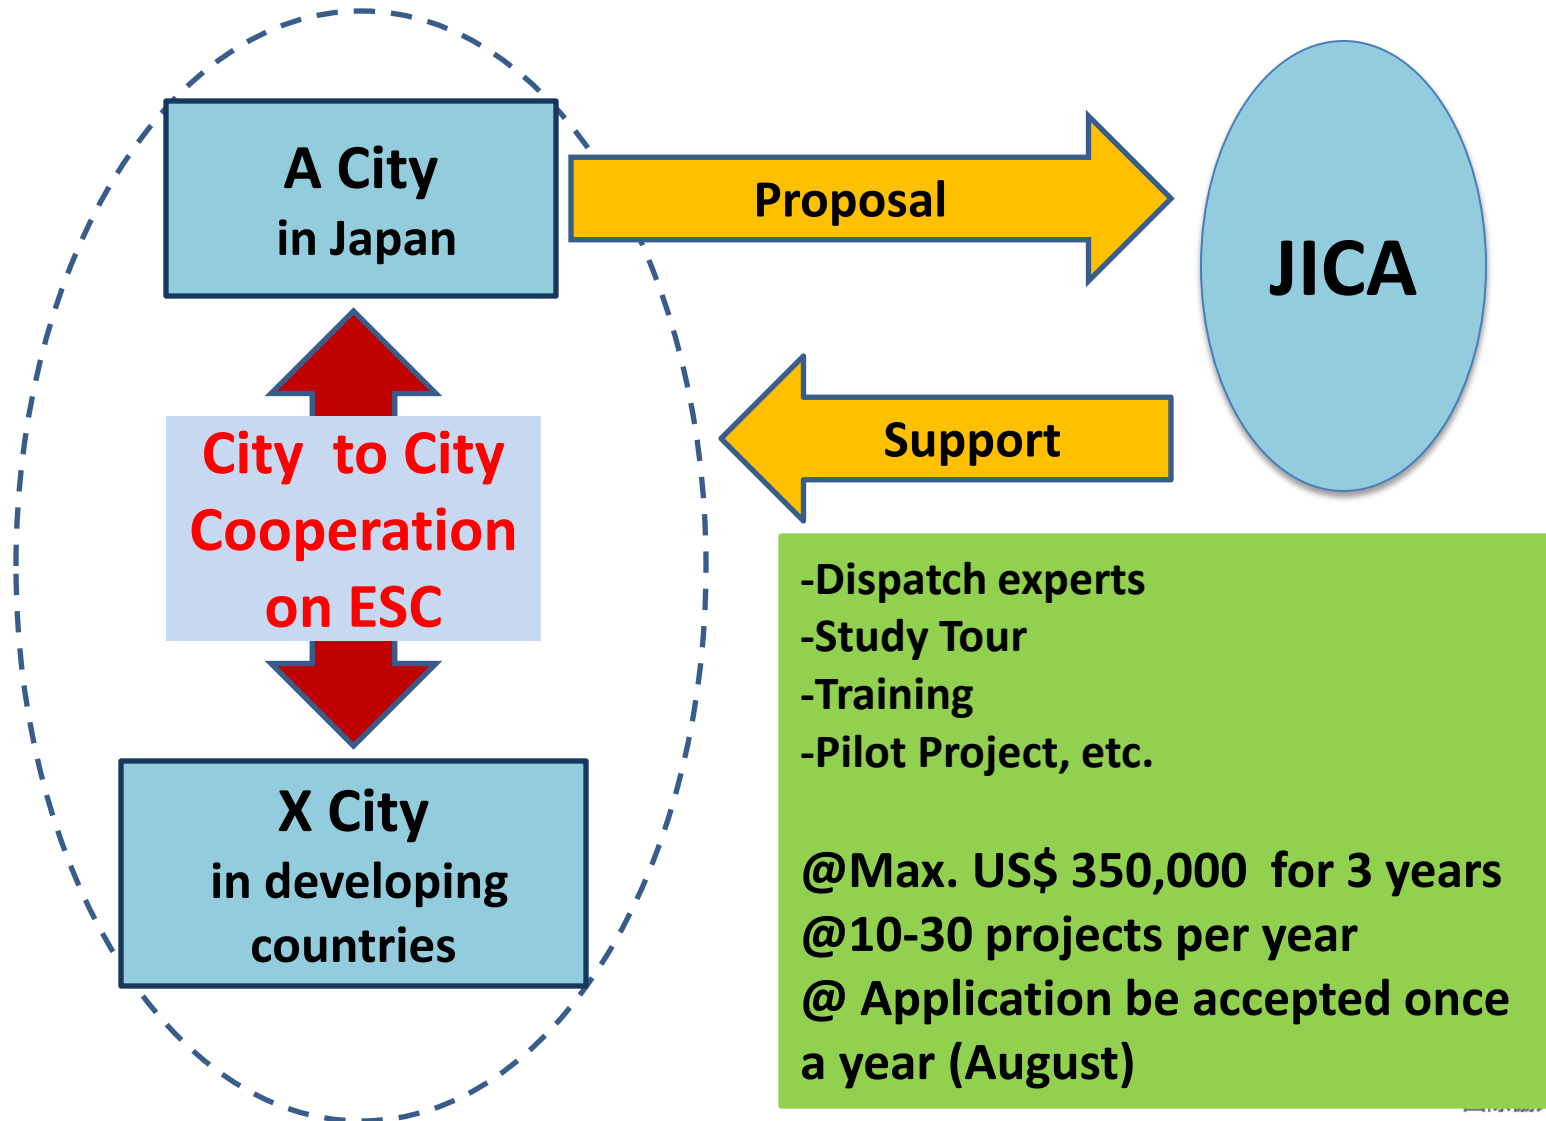 A City
in Japan
Proposal
JICA
City  to City
Cooperation
on ESC
Support
X City
in developing
countries
-Dispatch experts
-Study Tour
-Training
-Pilot Project, etc.
@Max. US$ 350,000  for 3 years
@10-30 projects per year
@ Application be accepted once
a year (August)